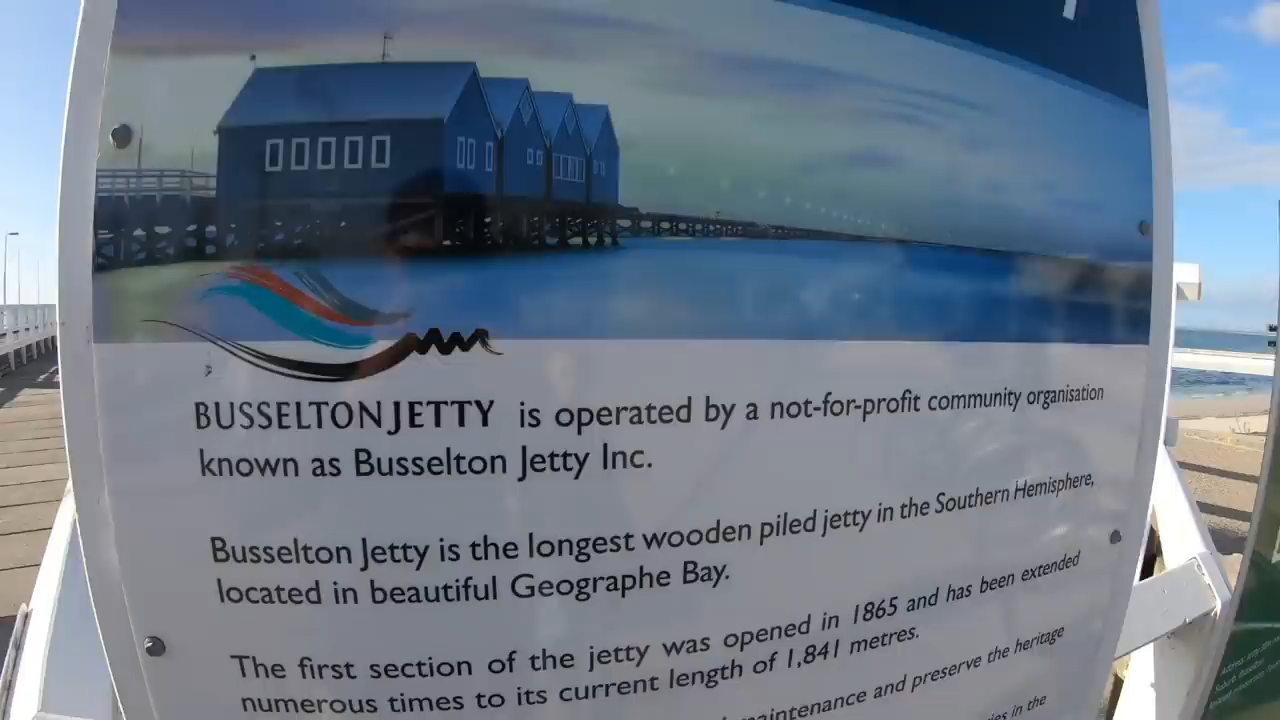 BUSSELTON JETTY is operated by a not-for-profit community organisation
known as Busselton Jetty Inc.
Busselton Jetty is the longest wooden piled jetty in the Southern Hemisphere,
located in beautiful Geographe Bay.
The first section of the jetty was opened in 1865 and has been extended
numerous times to its current length of 1,841 metres.
and preserve the heritage
in the